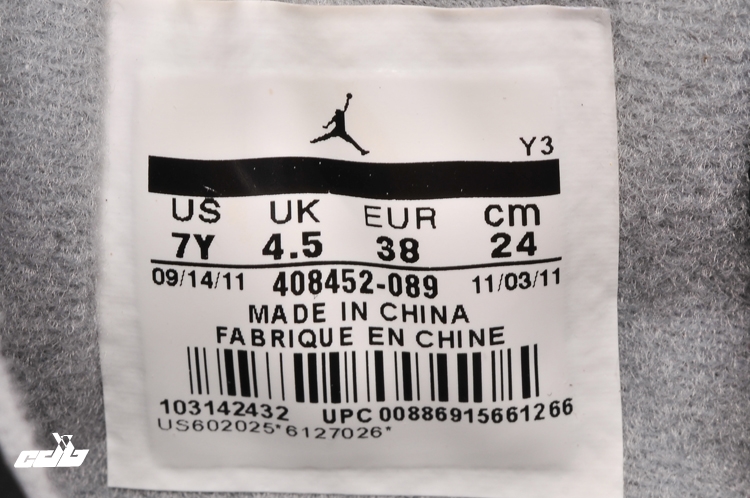 Y3
US UK EUR cm
7Y 4.5 38 24
09/14/11 408452-089 11/03/11
MADE IN CHINA
FABRIQUE EN CHINE
103142432 UPC 00886915661266
US602025*6127026*
cdb